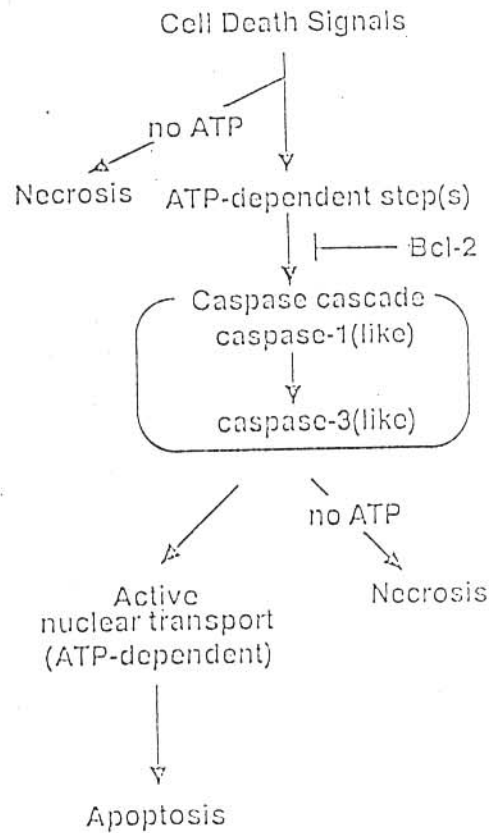 Cell Death Signals
no ATP
Necrosis
ATP-dependent step(s)
Bcl-2
Caspase cascade
caspase-1(like)
caspase-3(like)
no ATP
Active
nuclear transport
(ATP-dependent)
Necrosis
Apoptosis